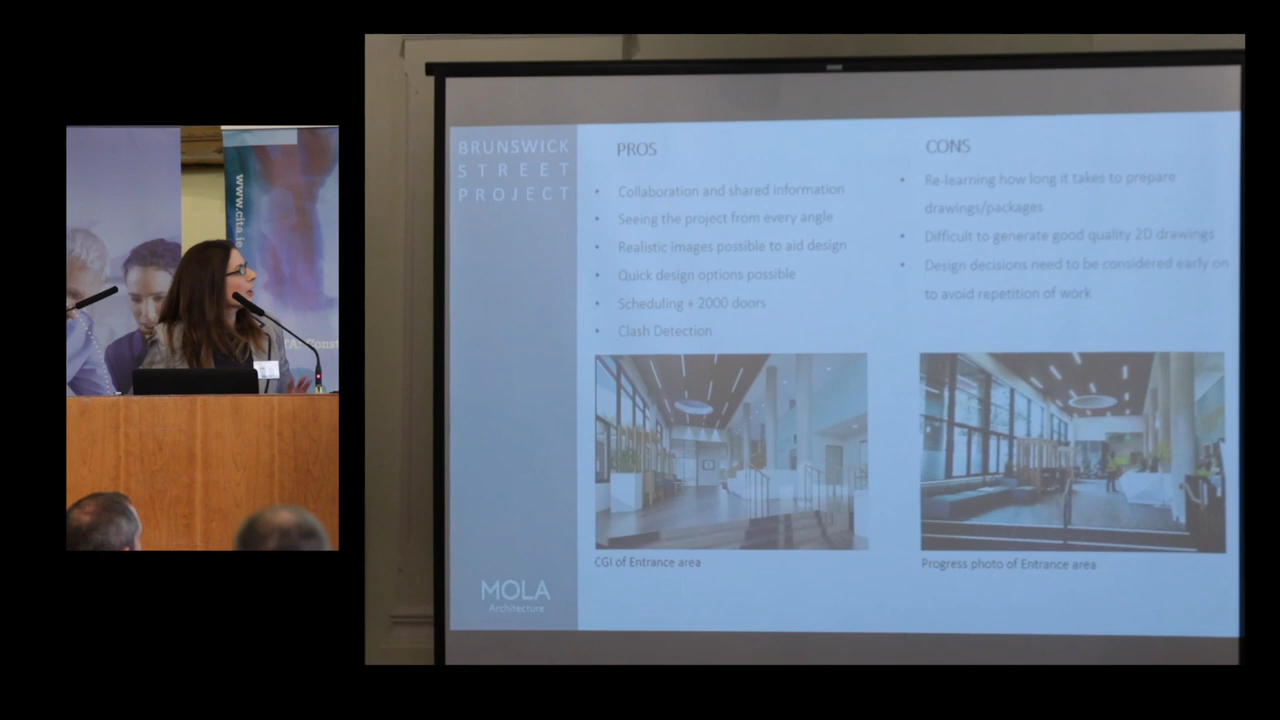 www.cita.ie
BRUNSWICK
STREET
PROJECT
PROS
• Collaboration and shared information
• Seeing the project from every angle
• Realistic images possible to aid design
• Quick design options possible
• Scheduling + 2000 doors
• Clash Detection
CONS
• Re-learning how long it takes to prepare
drawings/packages
• Difficult to generate good quality 2D drawings
• Design decisions need to be considered early on
to avoid repetition of work
CGI of Entrance area
Progress photo of Entrance area
MOLA
Architecture